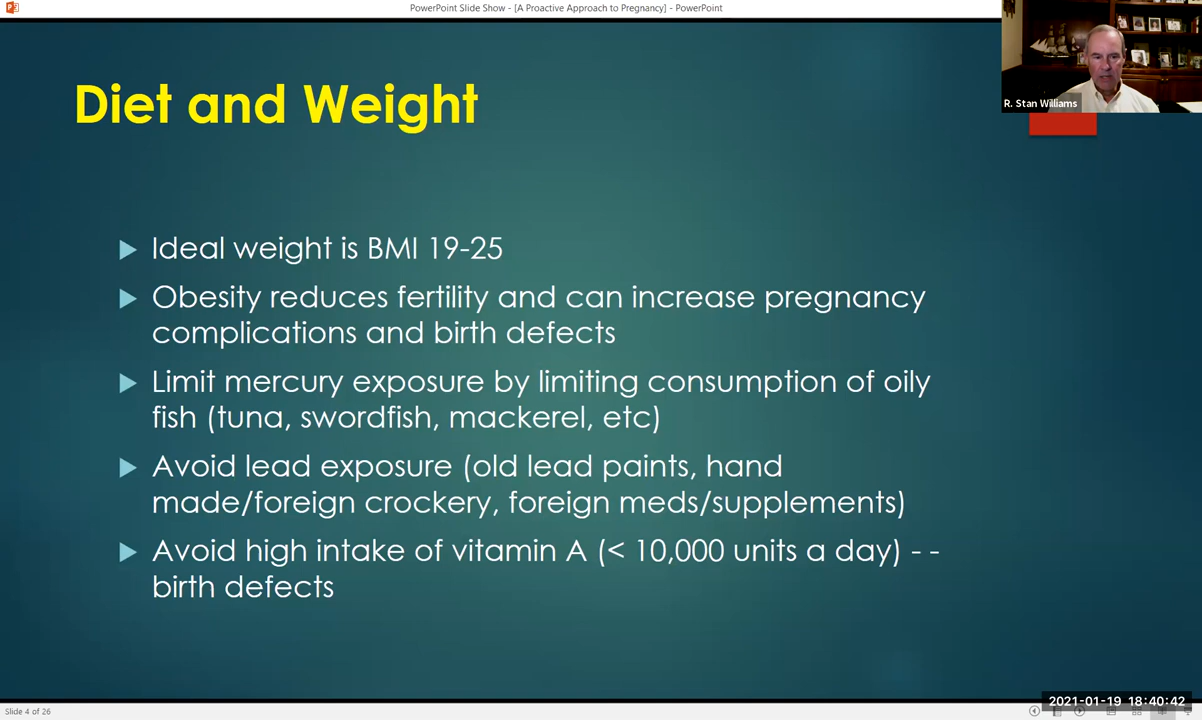 PowerPoint Slide Show - [A Proactive Approach to Pregnancy] - PowerPoint
R. Stan Williams
Diet and Weight
Ideal weight is BMI 19-25
Obesity reduces fertility and can increase pregnancy
complications and birth defects
Limit mercury exposure by limiting consumption of oily
fish (tuna, swordfish, mackerel, etc)
Avoid lead exposure (old lead paints, hand
made/foreign crockery, foreign meds/supplements)
Avoid high intake of vitamin A (< 10,000 units a day) - -
birth defects
2021-01-19 18:40:42
Slide 4 of 26